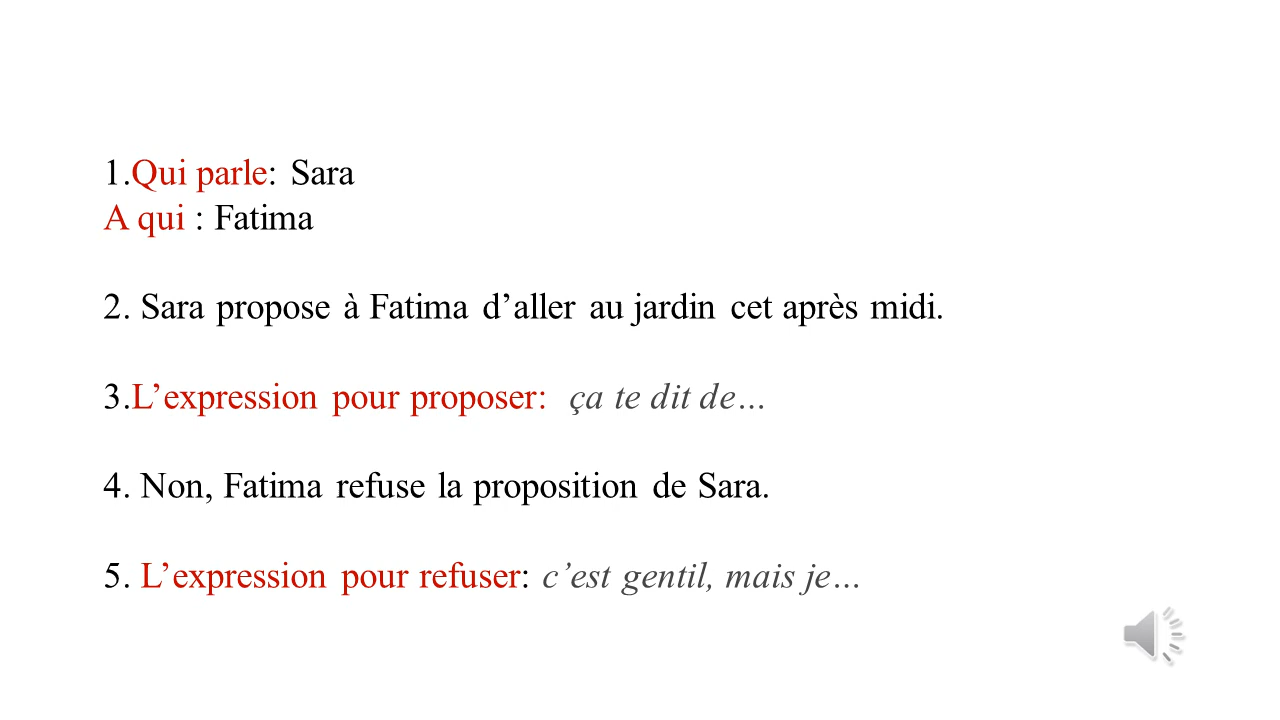 1.Qui parle: Sara
A qui : Fatima
2. Sara propose à Fatima d’aller au jardin cet après midi.
3.L’expression pour proposer: ça te dit de…
4. Non, Fatima refuse la proposition de Sara.
5. L’expression pour refuser: c’est gentil, mais je…